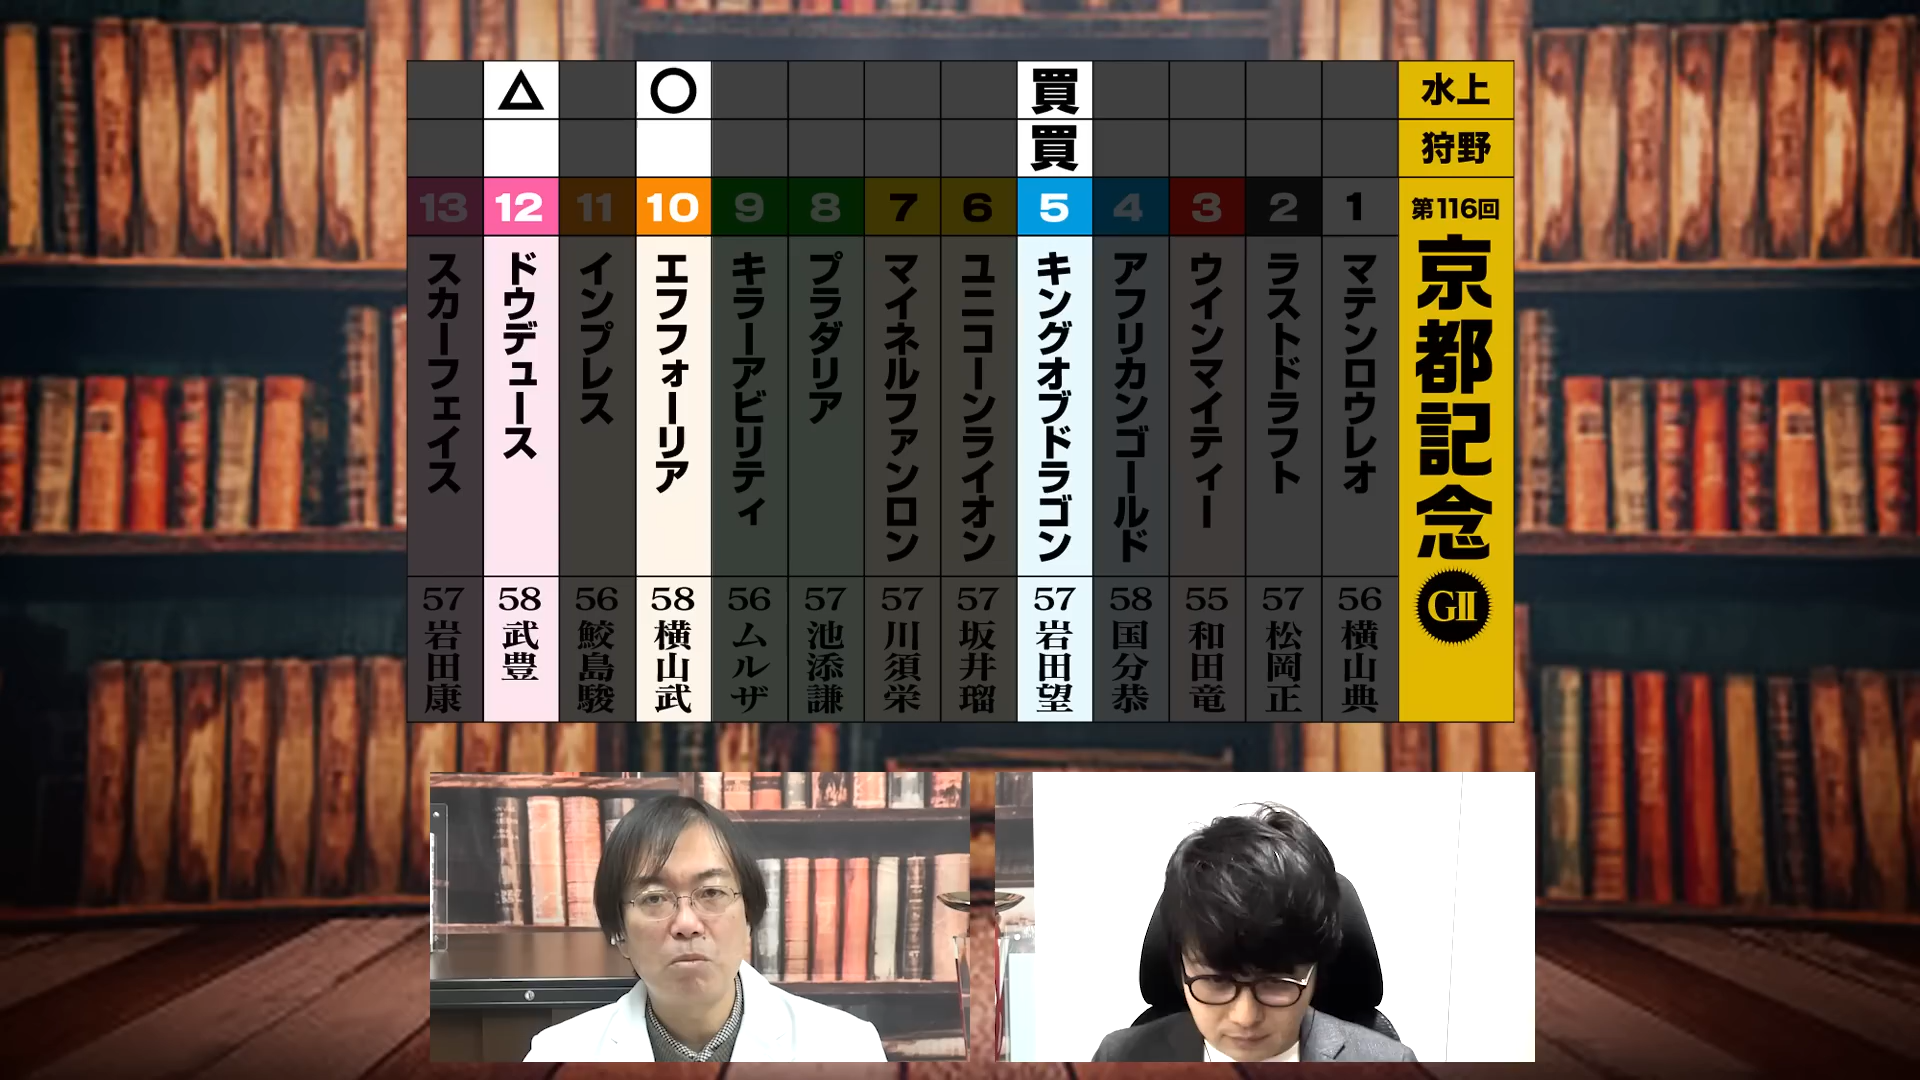 水上
狩野
第116回
京都記念
GII
1
マテンロウレオ
56
横山典
2
ラストドラフト
57
松岡正
3
ウインマイティー
55
和田竜
4
アフリカンゴールド
58
国分恭
買
買
5
キングオブドラゴン
57
岩田望
6
ユニコーンライオン
57
坂井瑠
7
マイネルファンロン
57
川須栄
8
プラダリア
57
池添謙
9
キラーアビリティ
56
ムルザ
○
10
エフフォーリア
58
横山武
11
インプレス
56
鮫島駿
△
12
ドウデュース
58
武豊
13
スカーフェイス
57
岩田康